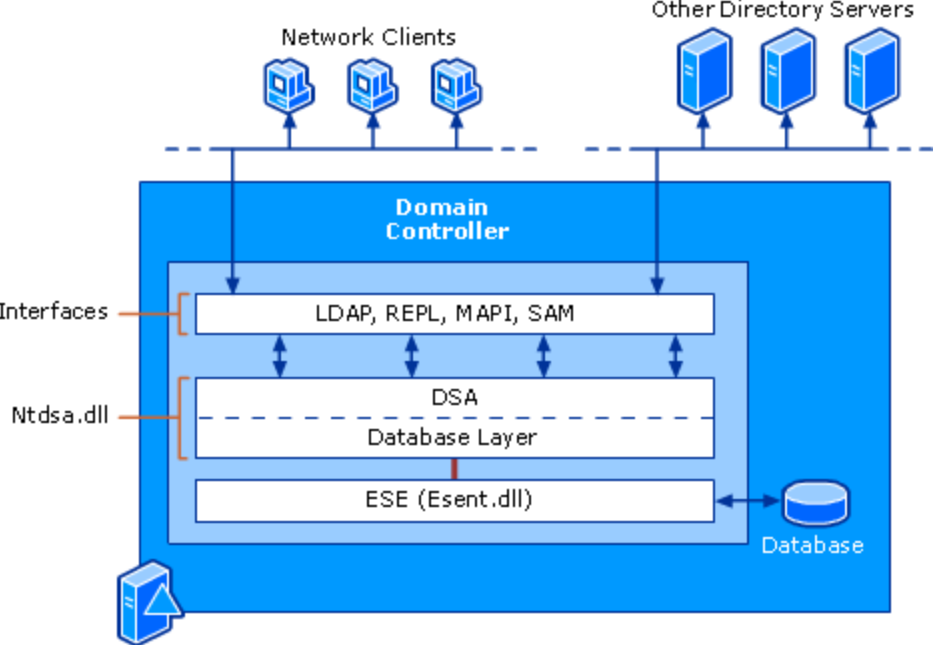 Other Directory Servers
Network Clients
Domain
Controller
Interfaces
LDAP, REPL, MAPI, SAM
DSA
Ntdsa.dll
Database Layer
ESE (Esent.dll)
Database